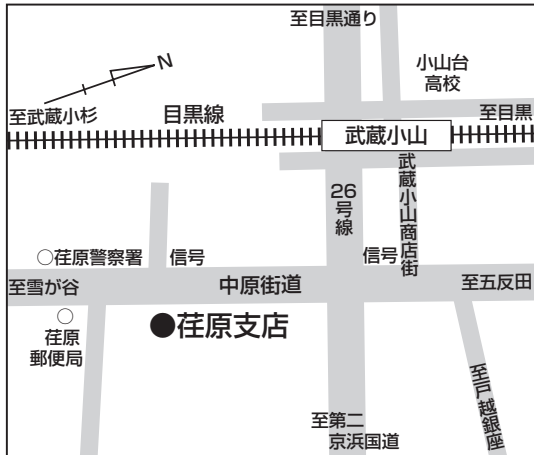 至目黒通り
N
小山台
高校
至武蔵小杉
目黒線
至目黒
武蔵小山
武蔵小山商店街
26号線
○荏原警察署
信号
信号
至雪が谷
中原街道
至五反田
荏原
郵便局
●荏原支店
至第二
京浜国道
至戸越銀座